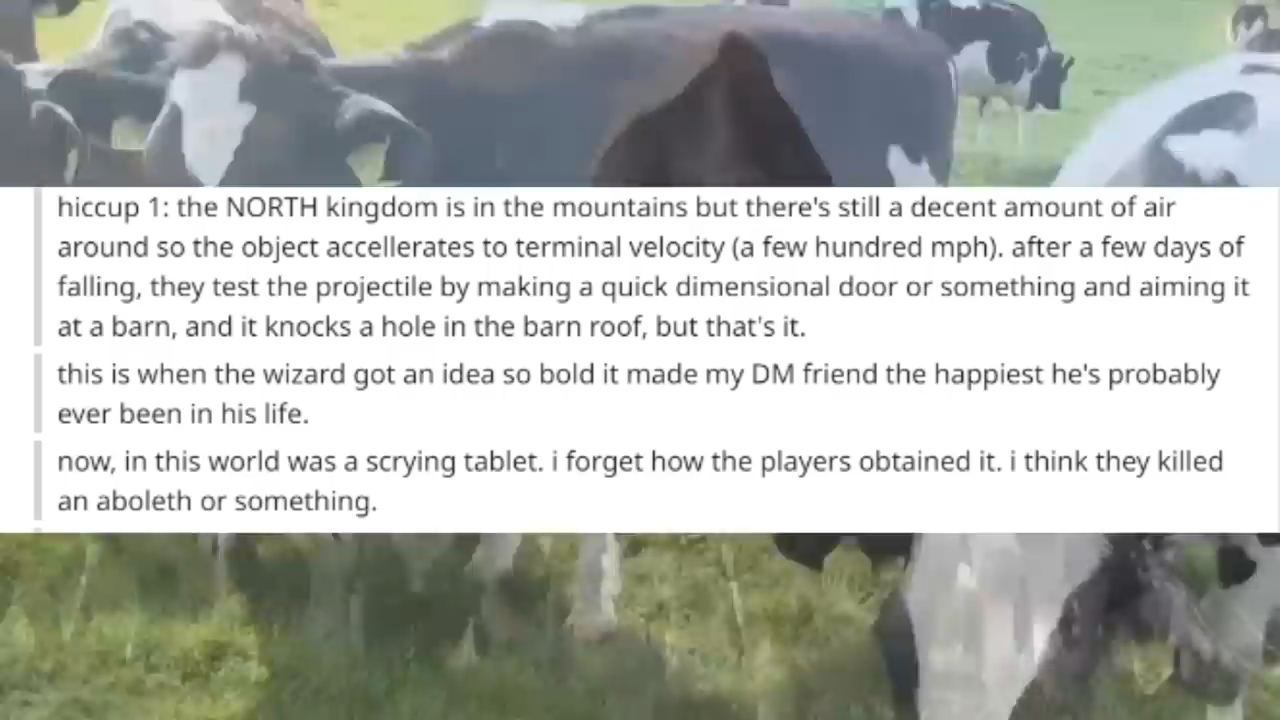 hiccup 1: the NORTH kingdom is in the mountains but there's still a decent amount of air
around so the object accellerates to terminal velocity (a few hundred mph). after a few days of
falling, they test the projectile by making a quick dimensional door or something and aiming it
at a barn, and it knocks a hole in the barn roof, but that's it.
this is when the wizard got an idea so bold it made my DM friend the happiest he's probably
ever been in his life.
now, in this world was a scrying tablet. i forget how the players obtained it. i think they killed
an aboleth or something.